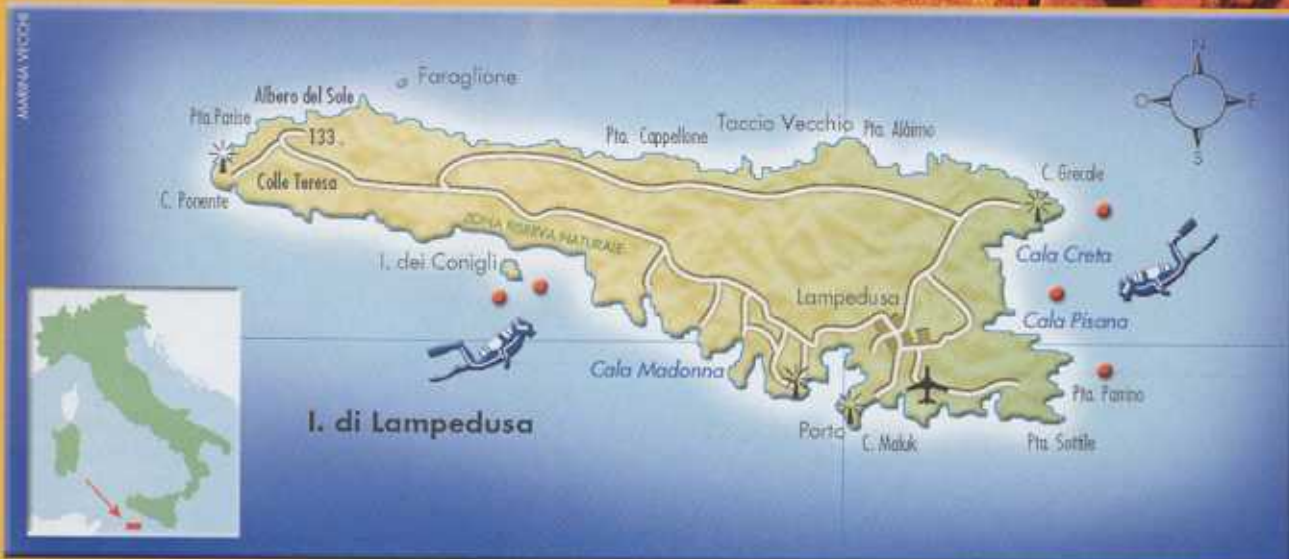 MARINA VECCHI
N
O E
S
Faraglione
Albero del Sole
Pta. Parise
133
Pta. Cappellone
Taccio Vecchio
Pta. Alaimo
C. Grecale
C. Ponente
Colle Teresa
ZONA RISERVA NATURALE
I. dei Conigli
Cala Creta
Lampedusa
Cala Pisana
Cala Madonna
Pta. Parrino
I. di Lampedusa
Porto
C. Maluk
Pta. Sottile